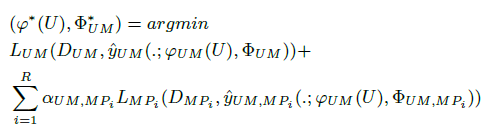 (φ*(U), Φ*_{UM}) = argmin
L_{UM}(D_{UM}, ŷ_{UM}(.; φ_{UM}(U), Φ_{UM}))+
\sum_{i=1}^{R} α_{UM,MP_i} L_{MP_i}(D_{MP_i}, ŷ_{UM,MP_i}(.; φ_{UM}(U), Φ_{UM,MP_i}))